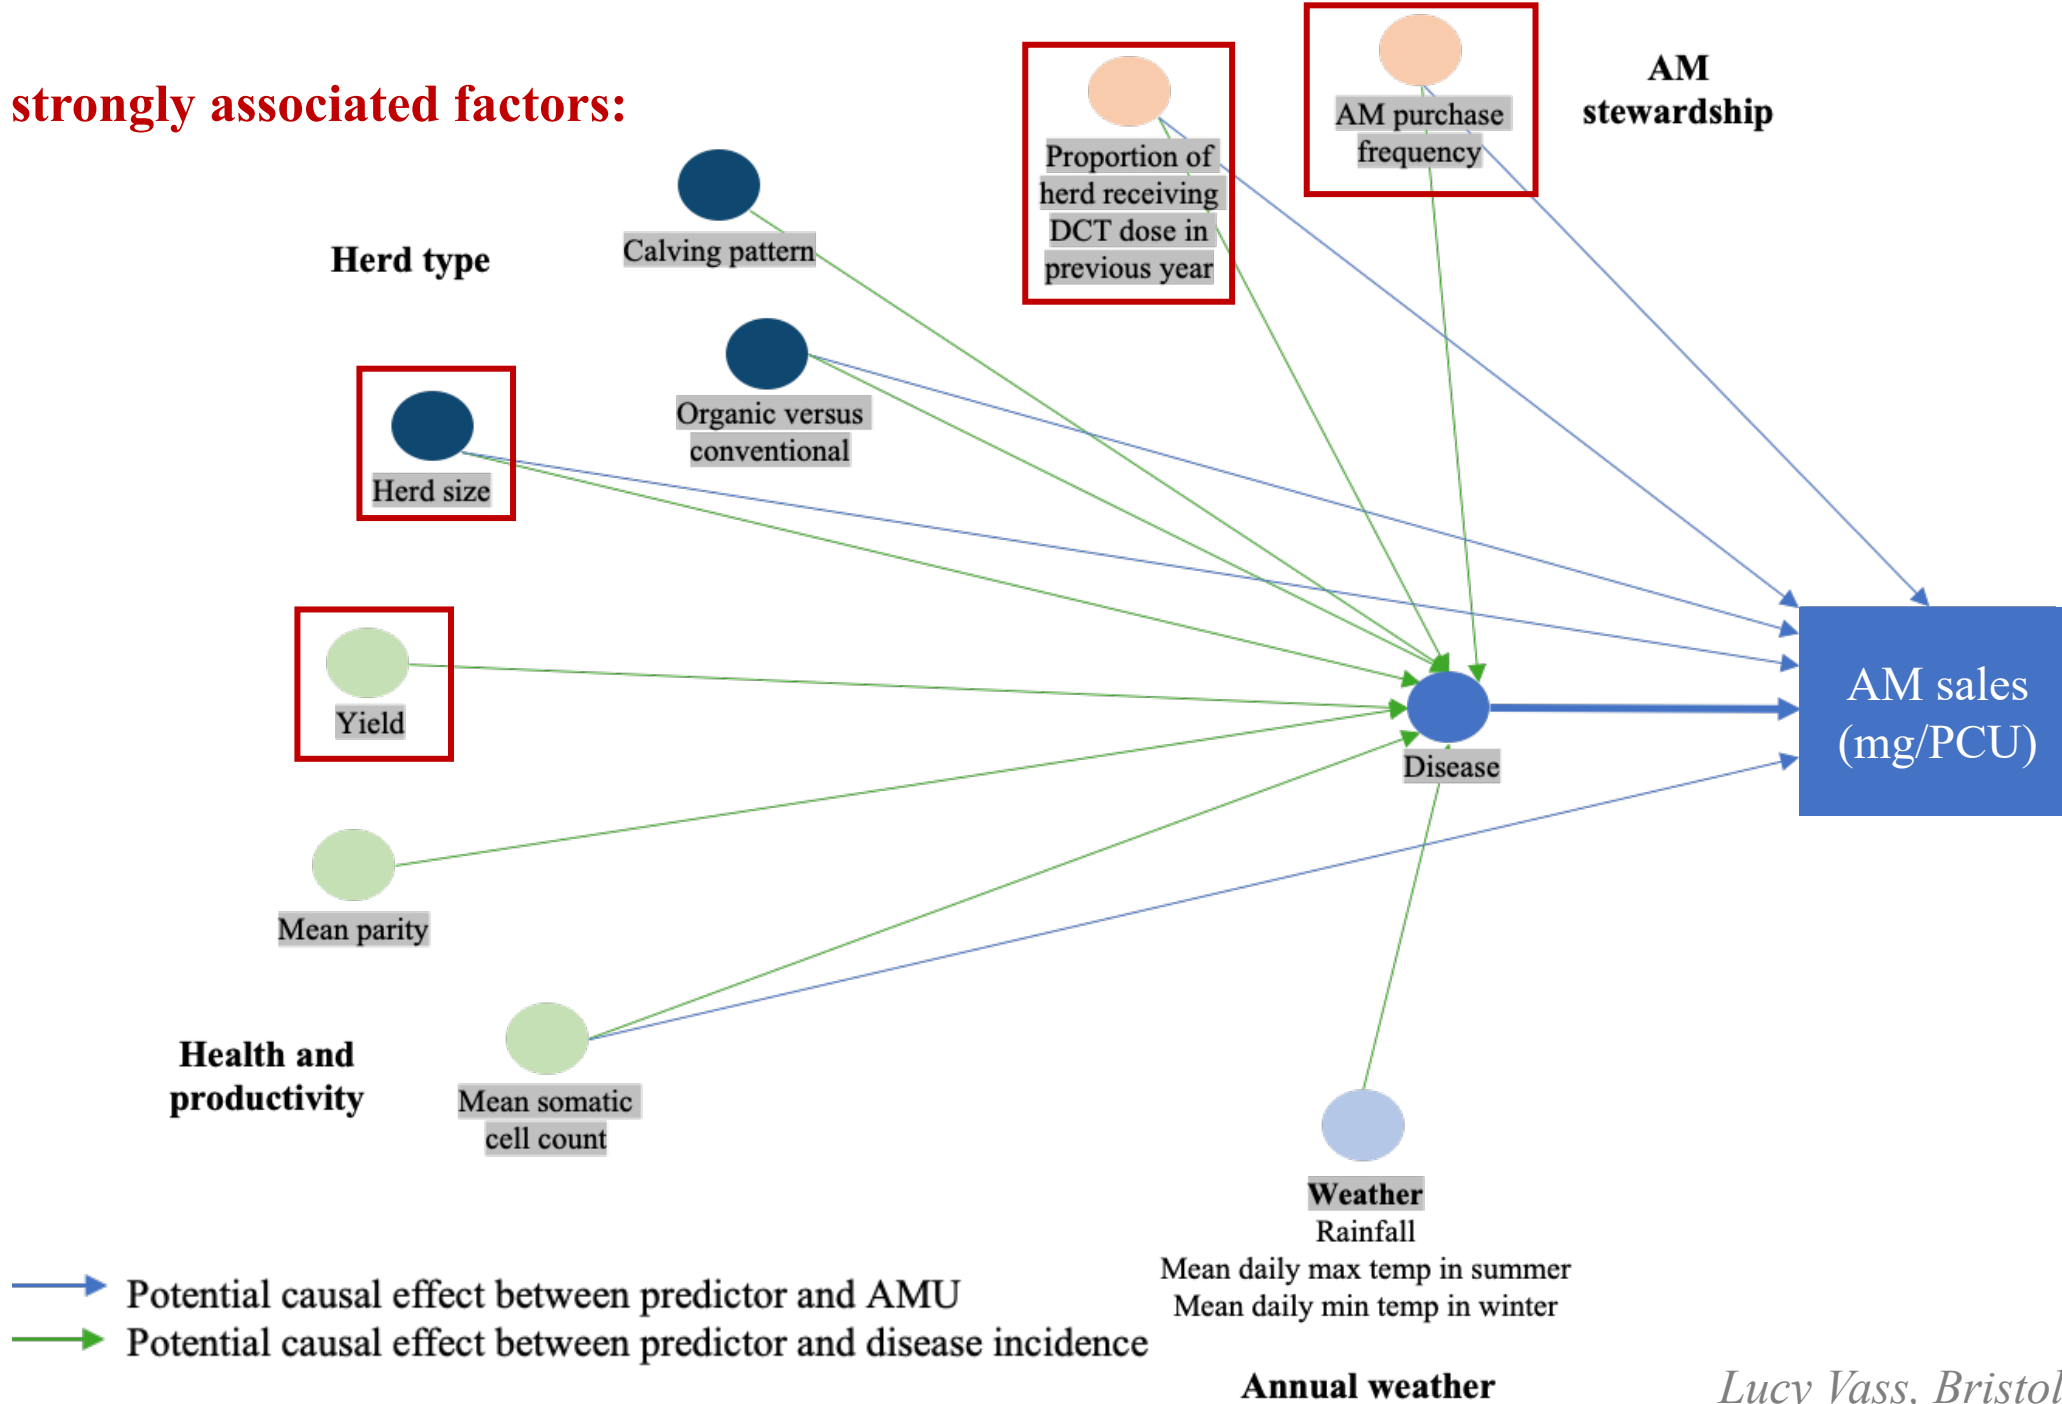 strongly associated factors:
AM
stewardship
AM purchase
frequency
Proportion of
herd receiving
DCT dose in
previous year
Herd type
Calving pattern
Organic versus
conventional
Herd size
Yield
Mean parity
Health and
productivity
Mean somatic
cell count
Disease
AM sales
(mg/PCU)
Weather
Rainfall
Mean daily max temp in summer
Mean daily min temp in winter
Annual weather
Potential causal effect between predictor and AMU
Potential causal effect between predictor and disease incidence
Lucy Vass, Bristol